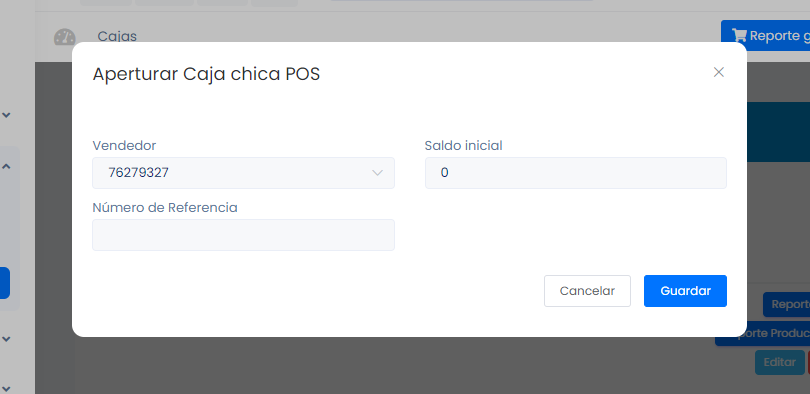 Cajas
Reporte g
Aperturar Caja chica POS
Vendedor
Saldo inicial
76279327
0
Número de Referencia
Cancelar
Guardar
Reporte
porte Produc
Editar